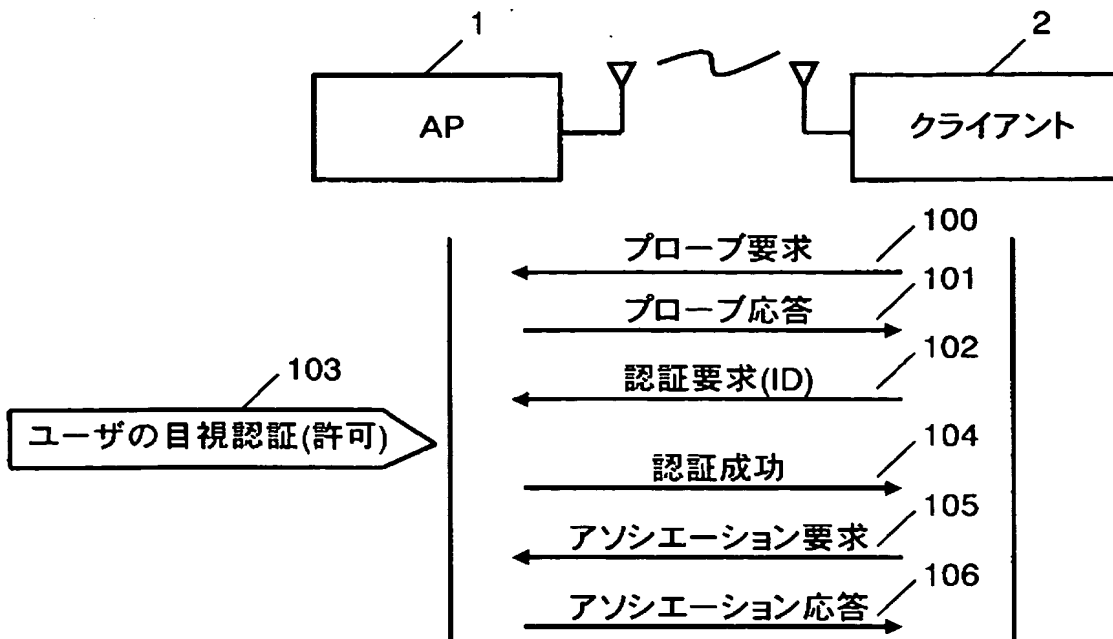 1
2
AP
クライアント
プローブ要求
100
プローブ応答
101
認証要求(ID)
102
103
ユーザの目視認証(許可)
認証成功
104
アソシエーション要求
105
アソシエーション応答
106